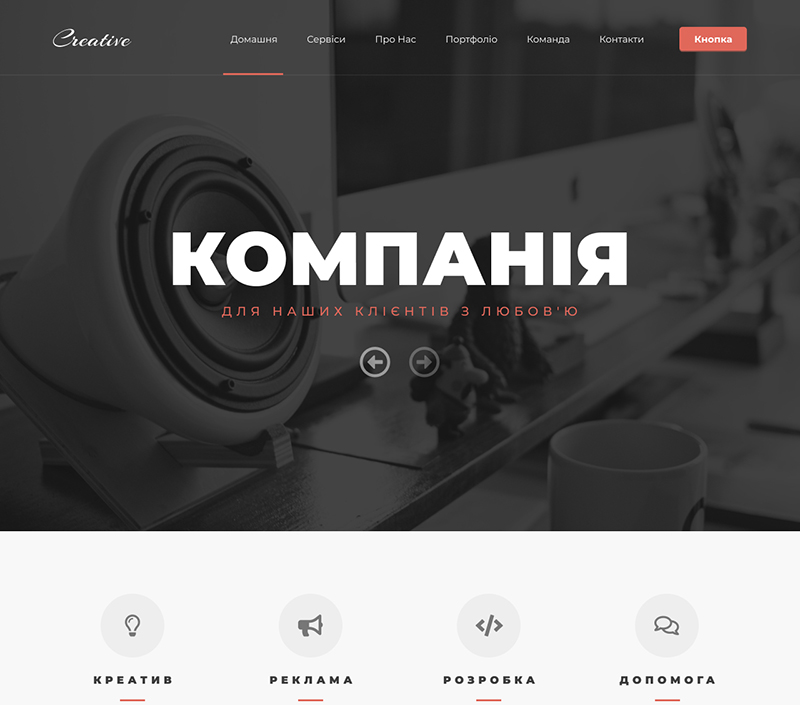 Creative
Домашня Сервіси Про Нас Портфоліо Команда Контакти Кнопка
КОМПАНІЯ
ДЛЯ НАШИХ КЛІЄНТІВ З ЛЮБОВ'Ю
КРЕАТИВ РЕКЛАМА РОЗРОБКА ДОПОМОГА